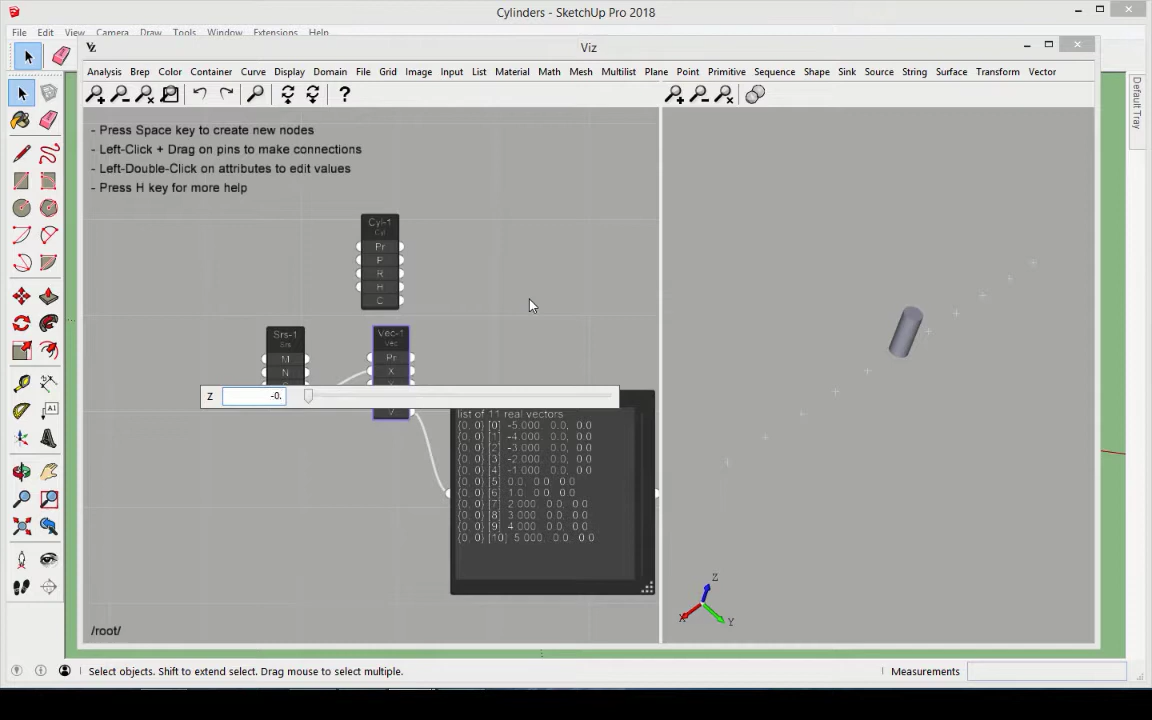 Cylinders - SketchUp Pro 2018
File Edit View Camera Draw Tools Window Extensions Help
Viz
Analysis Brep Color Container Curve Display Domain File Grid Image Input List Material Math Mesh Multilist Plane Point Primitive Sequence Shape Sink Source String Surface Transform Vector
- Press Space key to create new nodes
- Left-Click + Drag on pins to make connections
- Left-Double-Click on attributes to edit values
- Press H key for more help
Default Tray
Cyl-1
Cyl
Pr
P
R
H
C
Srs-1
Srs
M
N
Vec-1
Vec
Pr
X
V
Z -0.
list of 11 real vectors
{0, 0} [0] -5.000, 0.0, 0.0
{0, 0} [1] -4.000, 0.0, 0.0
{0, 0} [2] -3.000, 0.0, 0.0
{0, 0} [3] -2.000, 0.0, 0.0
{0, 0} [4] -1.000, 0.0, 0.0
{0, 0} [5] 0.0, 0.0, 0.0
{0, 0} [6] 1.0, 0.0, 0.0
{0, 0} [7] 2.000, 0.0, 0.0
{0, 0} [8] 3.000, 0.0, 0.0
{0, 0} [9] 4.000, 0.0, 0.0
{0, 0} [10] 5.000, 0.0, 0.0
Z
X
Y
/root/
Select objects. Shift to extend select. Drag mouse to select multiple.
Measurements